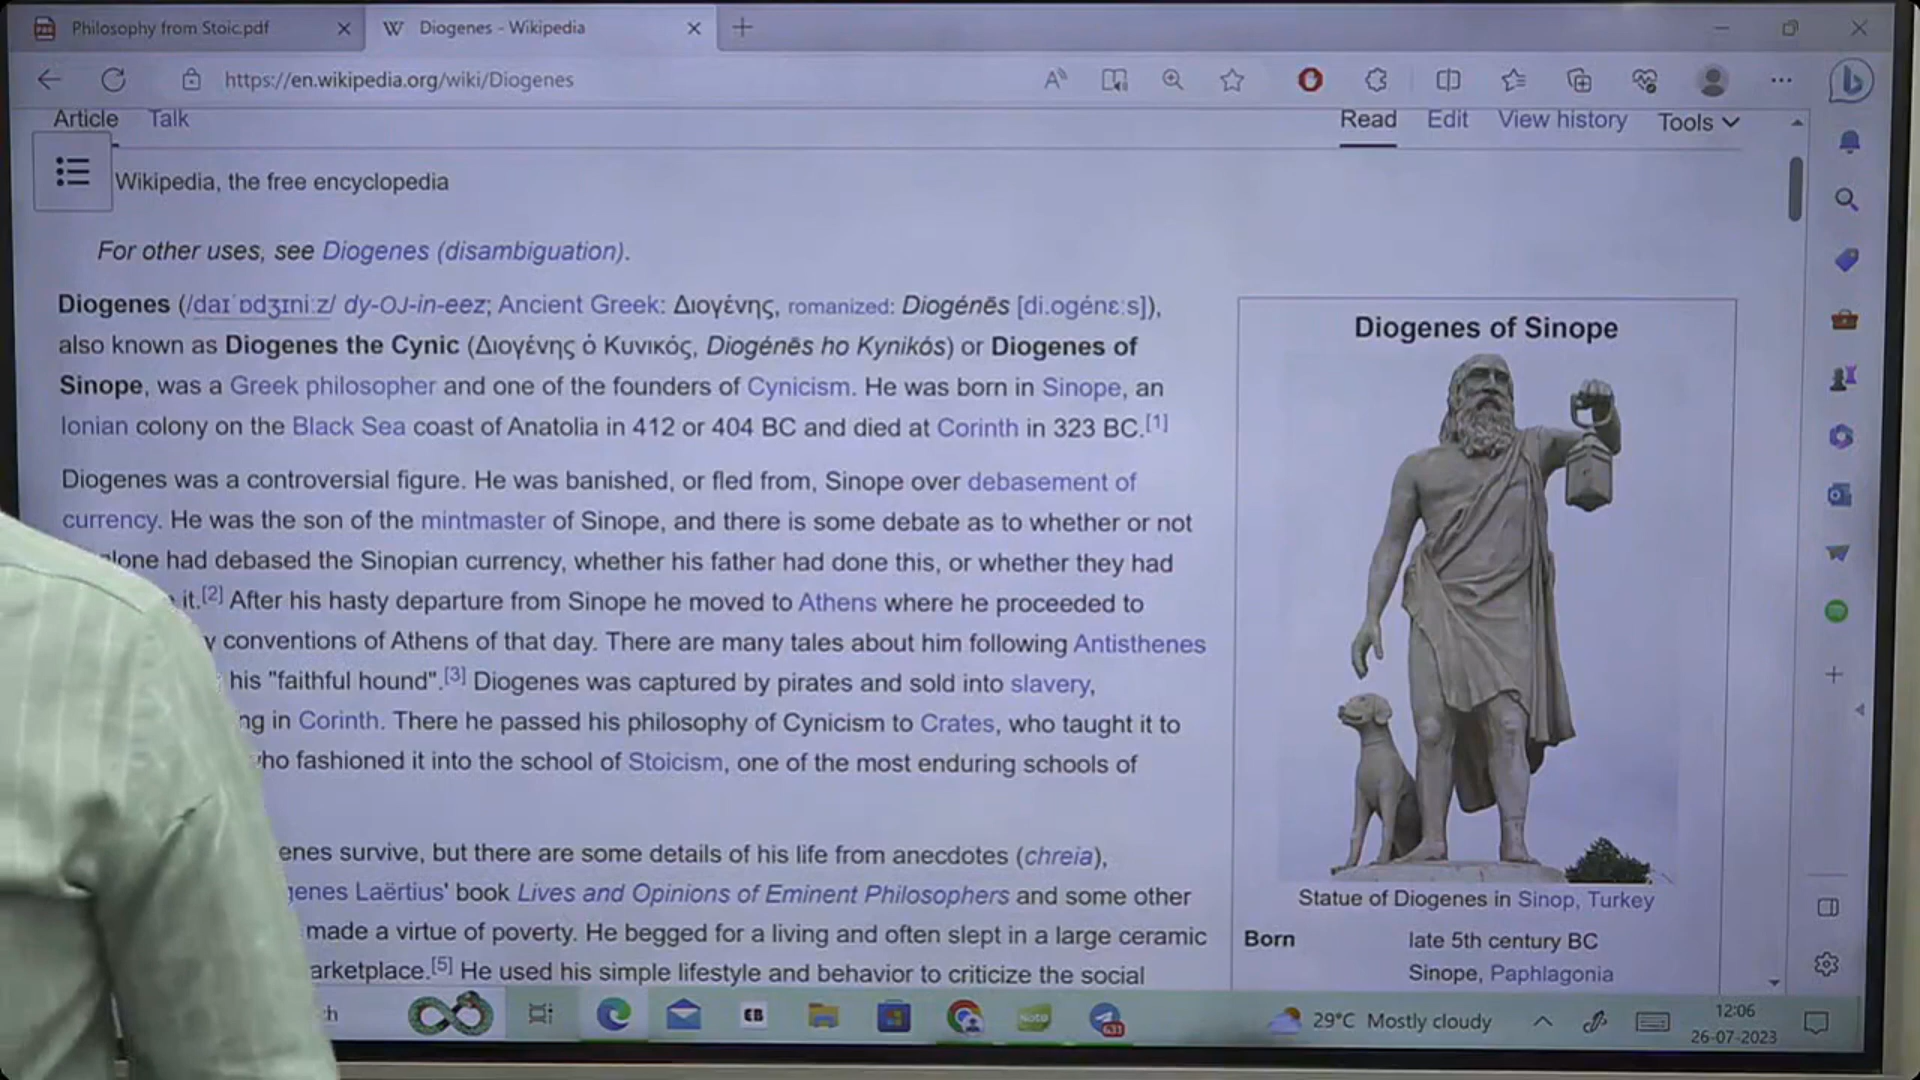 Philosophy from Stoic.pdf
Diogenes - Wikipedia
https://en.wikipedia.org/wiki/Diogenes
Article Talk
Read Edit View history Tools
Wikipedia, the free encyclopedia
For other uses, see Diogenes (disambiguation).
Diogenes (/daɪˈɒdʒɪniːz/ dy-OJ-in-eez; Ancient Greek: Διογένης, romanized: Diogénēs [di.oɡénɛːs]),
also known as Diogenes the Cynic (Διογένης ὁ Κυνικός, Diogénēs ho Kynikós) or Diogenes of
Sinope, was a Greek philosopher and one of the founders of Cynicism. He was born in Sinope, an
Ionian colony on the Black Sea coast of Anatolia in 412 or 404 BC and died at Corinth in 323 BC.[1]
Diogenes was a controversial figure. He was banished, or fled from, Sinope over debasement of
currency. He was the son of the mintmaster of Sinope, and there is some debate as to whether or not
lone had debased the Sinopian currency, whether his father had done this, or whether they had
it.[2] After his hasty departure from Sinope he moved to Athens where he proceeded to
y conventions of Athens of that day. There are many tales about him following Antisthenes
his "faithful hound".[3] Diogenes was captured by pirates and sold into slavery,
ng in Corinth. There he passed his philosophy of Cynicism to Crates, who taught it to
who fashioned it into the school of Stoicism, one of the most enduring schools of
enes survive, but there are some details of his life from anecdotes (chreia),
genes Laërtius' book Lives and Opinions of Eminent Philosophers and some other
made a virtue of poverty. He begged for a living and often slept in a large ceramic
arketplace.[5] He used his simple lifestyle and behavior to criticize the social
Diogenes of Sinope
Statue of Diogenes in Sinop, Turkey
Born late 5th century BC
Sinope, Paphlagonia
ch
29°C Mostly cloudy
12:06
26-07-2023